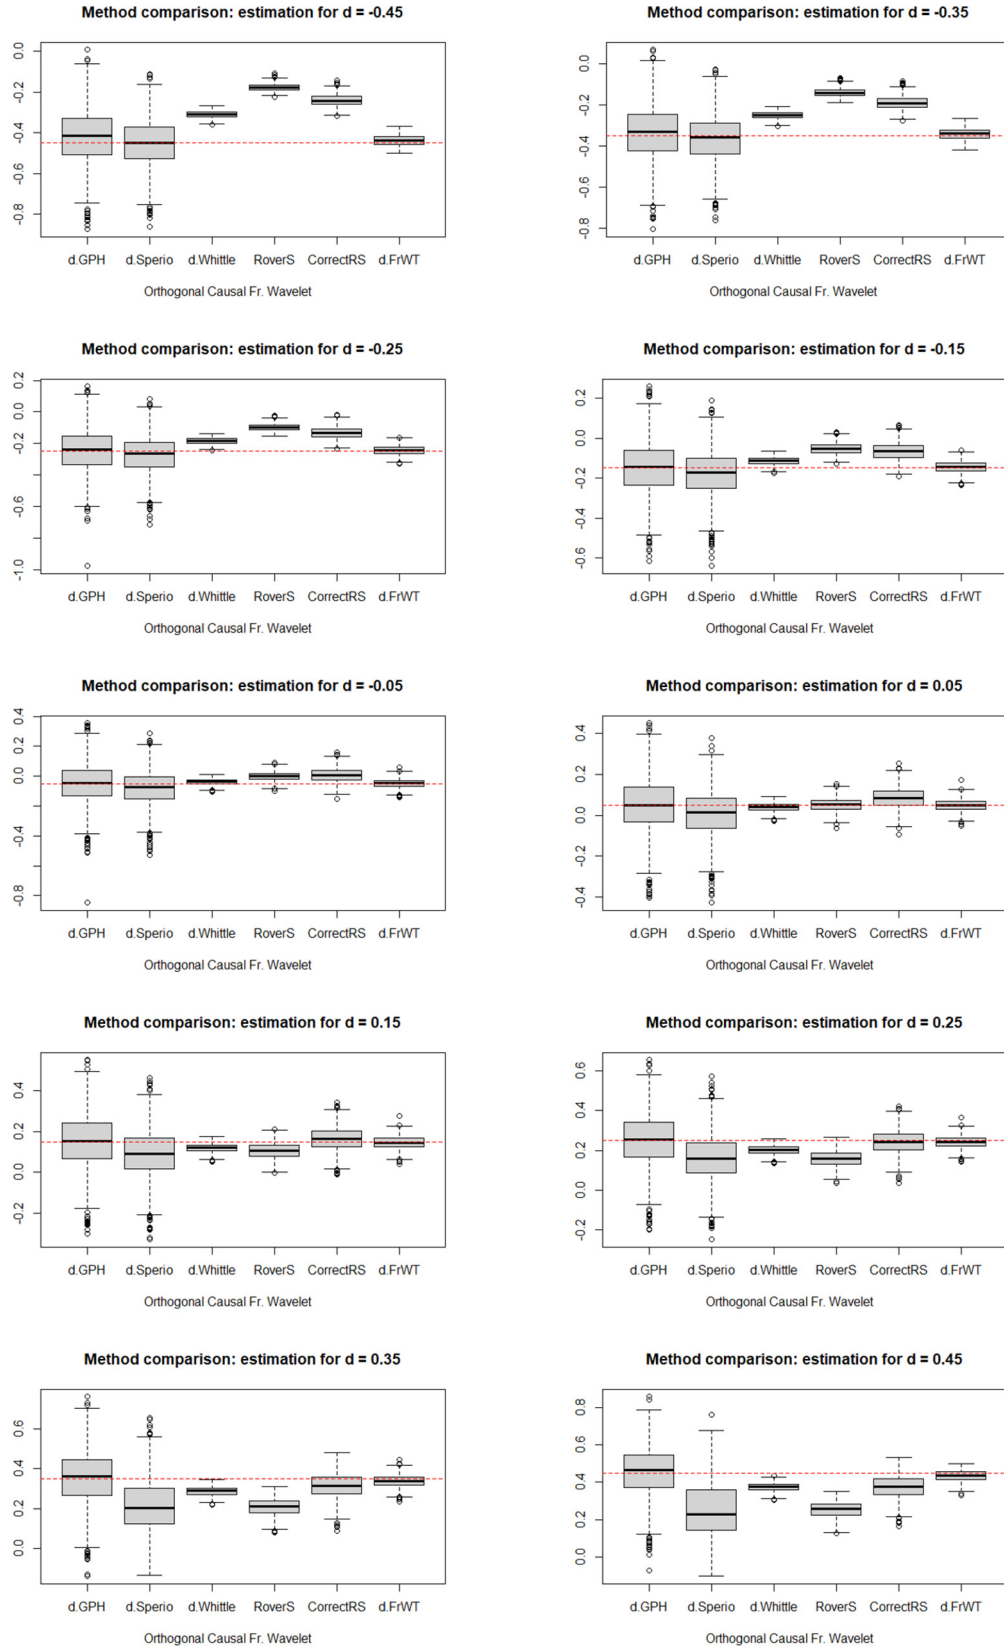 Method comparison: estimation for d = -0.45
0.0
-0.2
-0.4
-0.6
-0.8
d.GPH d.Sperio d.Whittle RoverS CorrectRS d.FrWT
Orthogonal Causal Fr. Wavelet
Method comparison: estimation for d = -0.35
0.0
-0.2
-0.4
-0.6
-0.8
d.GPH d.Sperio d.Whittle RoverS CorrectRS d.FrWT
Orthogonal Causal Fr. Wavelet
Method comparison: estimation for d = -0.25
0.2
0.0
-0.2
-0.6
-1.0
d.GPH d.Sperio d.Whittle RoverS CorrectRS d.FrWT
Orthogonal Causal Fr. Wavelet
Method comparison: estimation for d = -0.15
0.2
0.0
-0.2
-0.4
-0.6
d.GPH d.Sperio d.Whittle RoverS CorrectRS d.FrWT
Orthogonal Causal Fr. Wavelet
Method comparison: estimation for d = -0.05
0.4
0.2
0.0
-0.4
-0.8
d.GPH d.Sperio d.Whittle RoverS CorrectRS d.FrWT
Orthogonal Causal Fr. Wavelet
Method comparison: estimation for d = 0.05
0.4
0.2
0.0
-0.2
-0.4
d.GPH d.Sperio d.Whittle RoverS CorrectRS d.FrWT
Orthogonal Causal Fr. Wavelet
Method comparison: estimation for d = 0.15
0.4
0.2
0.0
-0.2
d.GPH d.Sperio d.Whittle RoverS CorrectRS d.FrWT
Orthogonal Causal Fr. Wavelet
Method comparison: estimation for d = 0.25
0.6
0.4
0.2
0.0
-0.2
d.GPH d.Sperio d.Whittle RoverS CorrectRS d.FrWT
Orthogonal Causal Fr. Wavelet
Method comparison: estimation for d = 0.35
0.6
0.4
0.2
0.0
d.GPH d.Sperio d.Whittle RoverS CorrectRS d.FrWT
Orthogonal Causal Fr. Wavelet
Method comparison: estimation for d = 0.45
0.8
0.6
0.4
0.2
0.0
d.GPH d.Sperio d.Whittle RoverS CorrectRS d.FrWT
Orthogonal Causal Fr. Wavelet